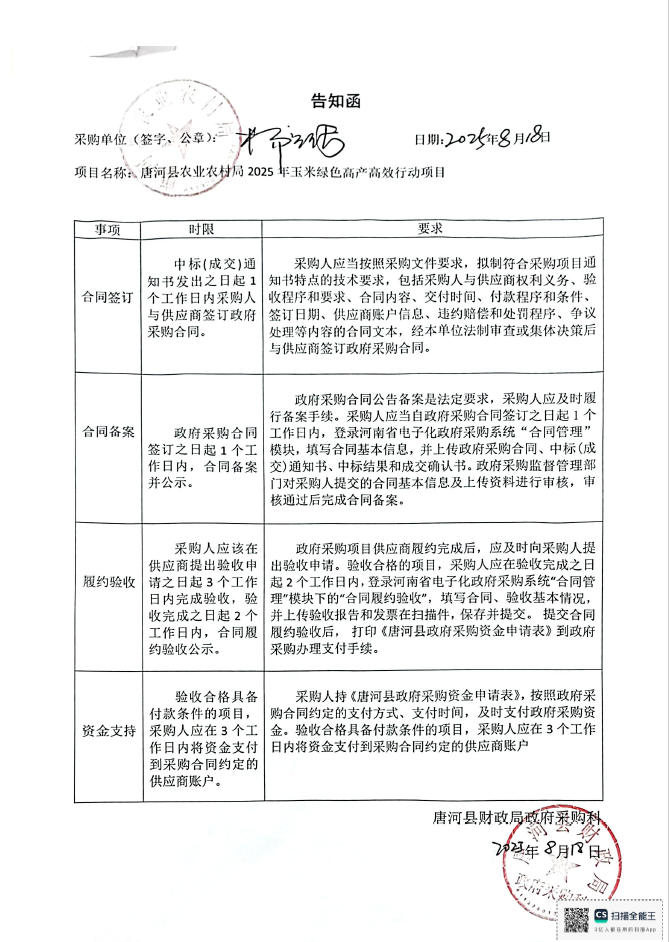 告知函
采购单位（签字、公章）：
日期：2025年8月18日
项目名称：唐河县农业农村局2025年玉米绿色高产高效行动项目
事项 时限 要求
合同签订
中标(成交)通
知书发出之日起1
个工作日内采购人
与供应商签订政府
采购合同。
采购人应当按照采购文件要求，拟制符合采购项目通
知书特点的技术要求，包括采购人与供应商权利义务、验
收程序和要求、合同内容、交付时间、付款程序和条件、
签订日期、供应商账户信息、违约赔偿和处罚程序、争议
处理等内容的合同文本，经本单位法制审查或集体决策后
与供应商签订政府采购合同。
合同备案
政府采购合同
签订之日起1个工
作日内，合同备案
并公示。
政府采购合同公告备案是法定要求，采购人应及时履
行备案手续。采购人应当自政府采购合同签订之日起1个
工作日内，登录河南省电子化政府采购系统“合同管理”
模块，填写合同基本信息，并上传政府采购合同、中标(成
交)通知书、中标结果和成交确认书。政府采购监督管理部
门对采购人提交的合同基本信息及上传资料进行审核，审
核通过后完成合同备案。
履约验收
采购人应该在
供应商提出验收申
请之日起3个工作
日内完成验收，验
收完成之日起2个
工作日内，合同履
约验收公示。
政府采购项目供应商履约完成后，应及时向采购人提
出验收申请。验收合格的项目，采购人应在验收完成之日
起2个工作日内，登录河南省电子化政府采购系统“合同管
理”模块下的“合同履约验收”，填写合同、验收基本情况，
并上传验收报告和发票在扫描件，保存并提交。提交合同
履约验收后，打印《唐河县政府采购资金申请表》到政府
采购办理支付手续。
资金支持
验收合格具备
付款条件的项目，
采购人应在3个工
作日内将资金支付
到采购合同约定的
供应商账户。
采购人持《唐河县政府采购资金申请表》，按照政府采
购合同约定的支付方式、支付时间，及时支付政府采购资
金。验收合格具备付款条件的项目，采购人应在3个工作
日内将资金支付到采购合同约定的供应商账户
唐河县财政局政府采购科
2025年8月18日
唐河县财政局
政府采购科
CS 扫描全能王
3亿人都在用的扫描App